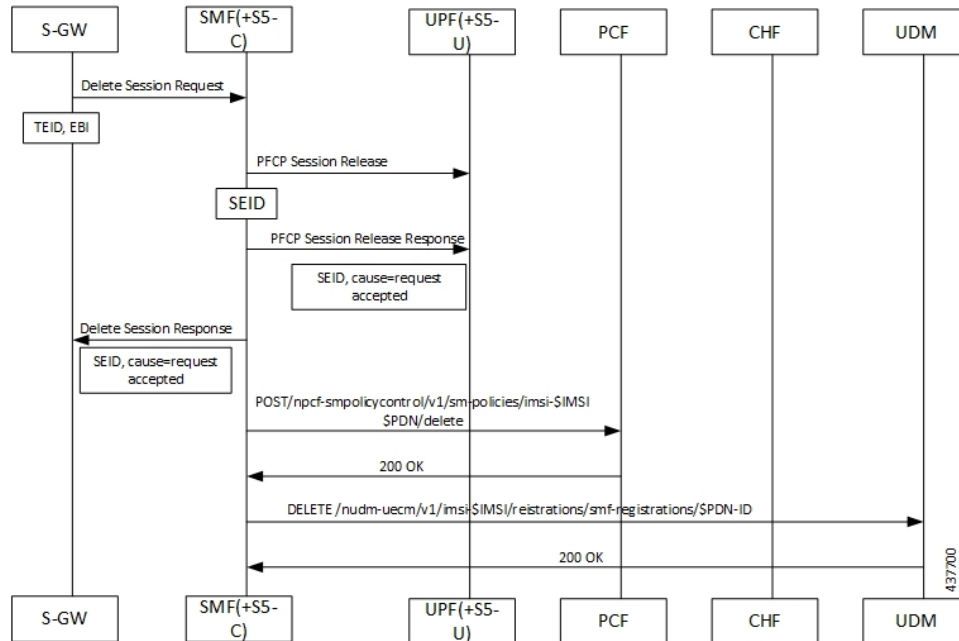 S-GW
SMF(+S5-
C)
UPF(+S5-
U)
PCF
CHF
UDM
Delete Session Request
TEID, EBI
PFCP Session Release
SEID
PFCP Session Release Response
SEID, cause=request
accepted
Delete Session Response
SEID, cause=request
accepted
POST/npcf-smpolicycontrol/v1/sm-policies/imsi-$IMSI
$PDN/delete
200 OK
DELETE /nudm-uecm/v1/imsi-$IMSI/reistrations/smf-registrations/$PDN-ID
200 OK
437700
S-GW
SMF(+S5-
C)
UPF(+S5-
U)
PCF
CHF
UDM